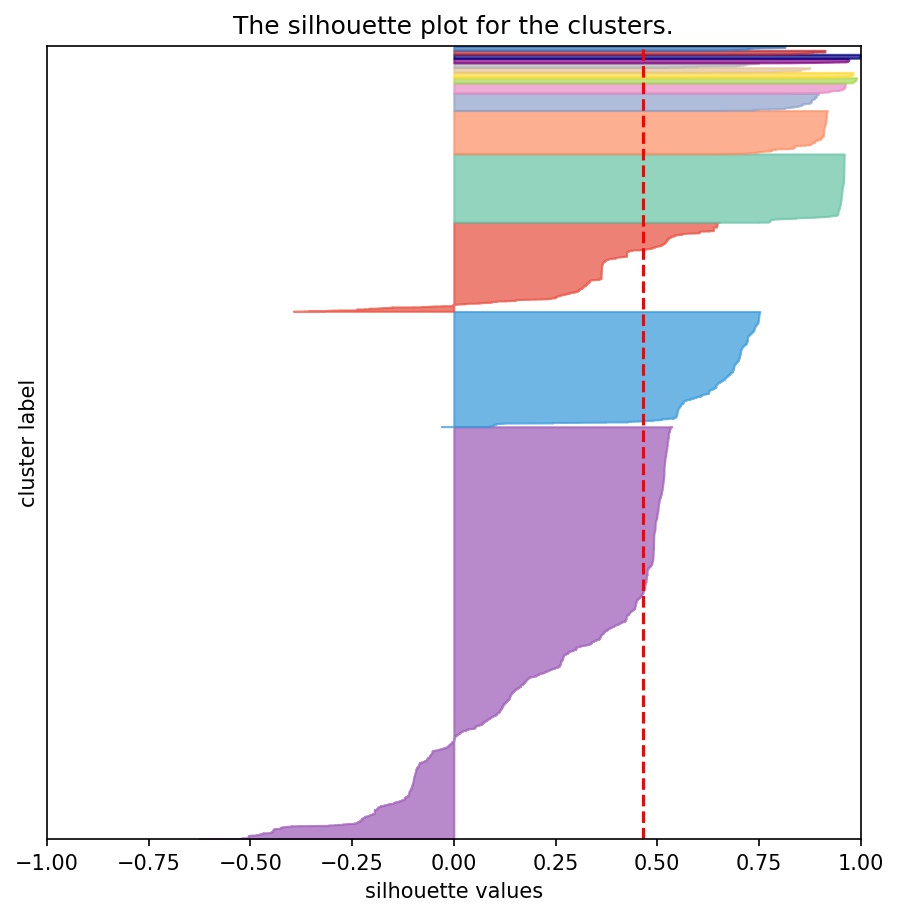 The silhouette plot for the clusters.
cluster label
−1.00 −0.75 −0.50 −0.25 0.00 0.25 0.50 0.75 1.00
silhouette values